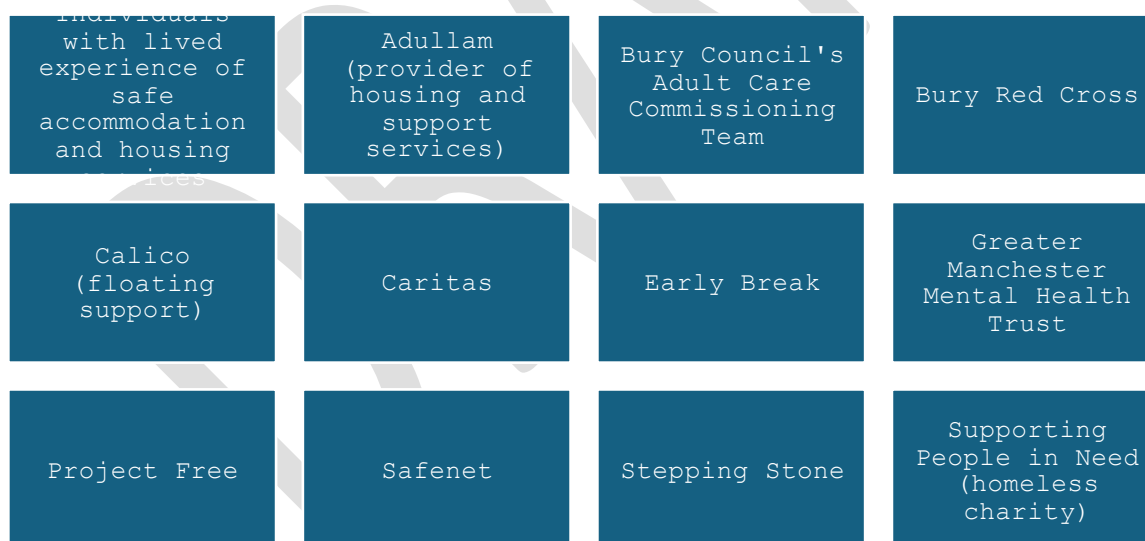 Individuals
with lived
experience of
safe
accommodation
and housing
services
Adullam
(provider of
housing and
support
services)
Bury Council's
Adult Care
Commissioning
Team
Bury Red Cross
Calico
(floating
support)
Caritas
Early Break
Greater
Manchester
Mental Health
Trust
Project Free
Safenet
Stepping Stone
Supporting
People in Need
(homeless
charity)